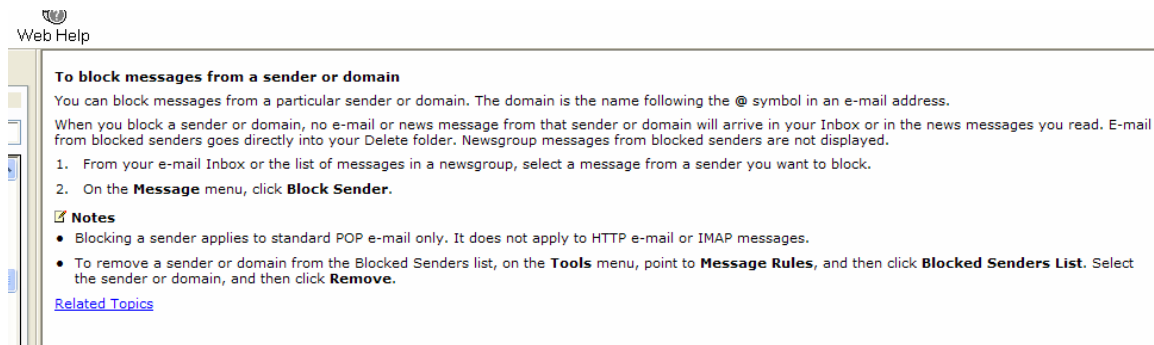 Web Help
To block messages from a sender or domain
You can block messages from a particular sender or domain. The domain is the name following the @ symbol in an e-mail address.
When you block a sender or domain, no e-mail or news message from that sender or domain will arrive in your Inbox or in the news messages you read. E-mail
from blocked senders goes directly into your Delete folder. Newsgroup messages from blocked senders are not displayed.
1. From your e-mail Inbox or the list of messages in a newsgroup, select a message from a sender you want to block.
2. On the Message menu, click Block Sender.
Notes
• Blocking a sender applies to standard POP e-mail only. It does not apply to HTTP e-mail or IMAP messages.
• To remove a sender or domain from the Blocked Senders list, on the Tools menu, point to Message Rules, and then click Blocked Senders List. Select
the sender or domain, and then click Remove.
Related Topics